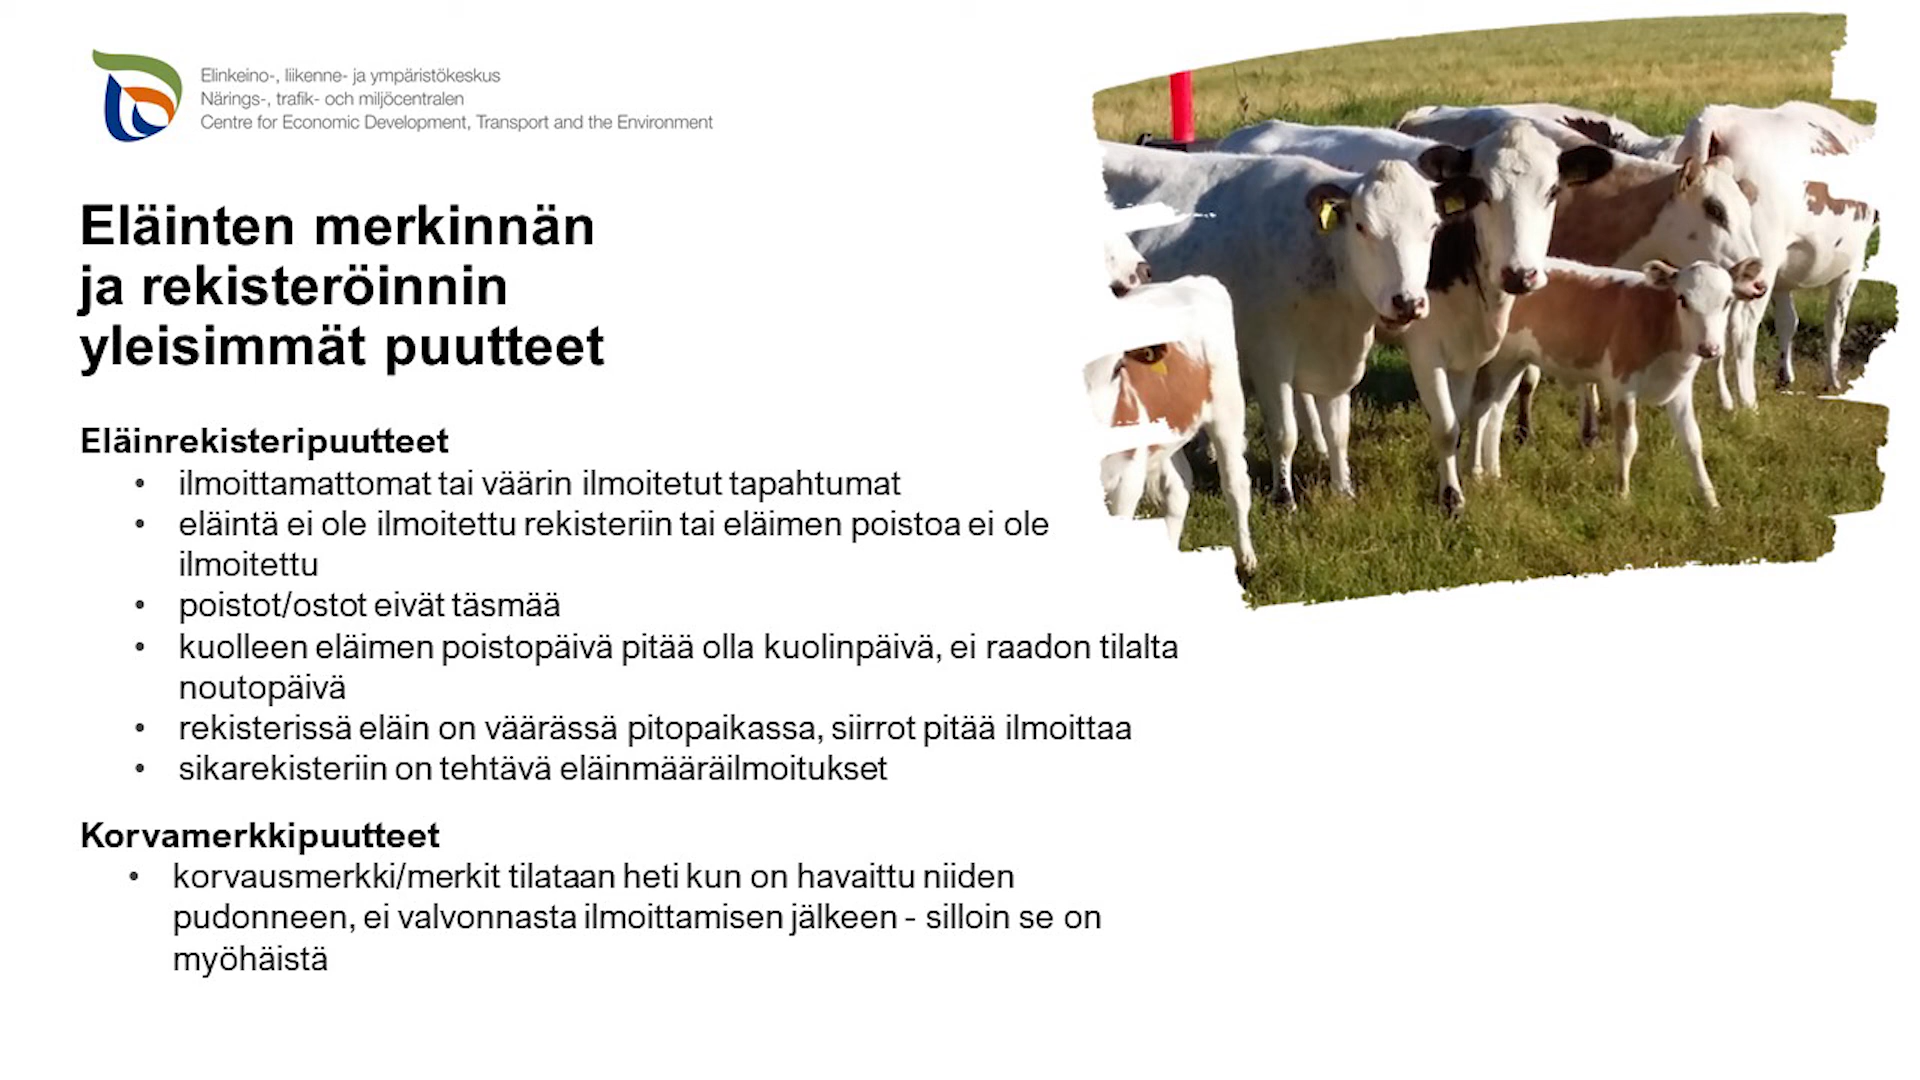 Elinkeino-, liikenne- ja ympäristökeskus
Närings-, trafik- och miljöcentralen
Centre for Economic Development, Transport and the Environment
Eläinten merkinnän
ja rekisteröinnin
yleisimmät puutteet
Eläinrekisteripuutteet
• ilmoittamattomat tai väärin ilmoitetut tapahtumat
• eläintä ei ole ilmoitettu rekisteriin tai eläimen poistoa ei ole
ilmoitettu
• poistot/ostot eivät täsmää
• kuolleen eläimen poistopäivä pitää olla kuolinpäivä, ei raadon tilalta
noutopäivä
• rekisterissä eläin on väärässä pitopaikassa, siirrot pitää ilmoittaa
• sikarekisteriin on tehtävä eläinmääräilmoitukset
Korvamerkkipuutteet
• korvausmerkki/merkit tilataan heti kun on havaittu niiden
pudonneen, ei valvonnasta ilmoittamisen jälkeen - silloin se on
myöhäistä